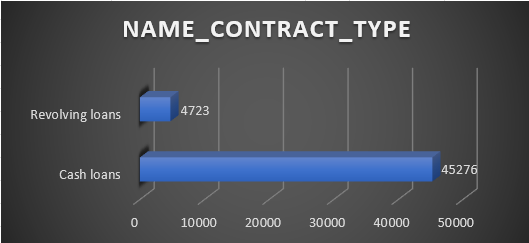 NAME_CONTRACT_TYPE
Revolving loans 4723
Cash loans 45276
0 10000 20000 30000 40000 50000